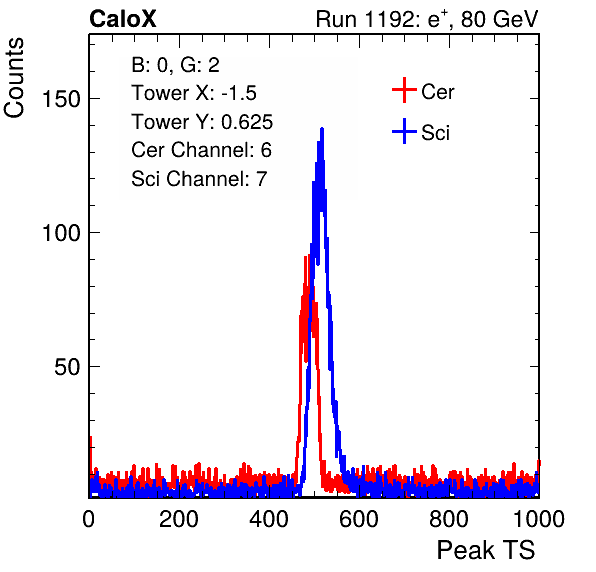 CaloX Run 1192: e⁺, 80 GeV
Counts
B: 0, G: 2
Tower X: -1.5
Tower Y: 0.625
Cer Channel: 6
Sci Channel: 7
Cer
Sci
150
100
50
0 200 400 600 800 1000
Peak TS